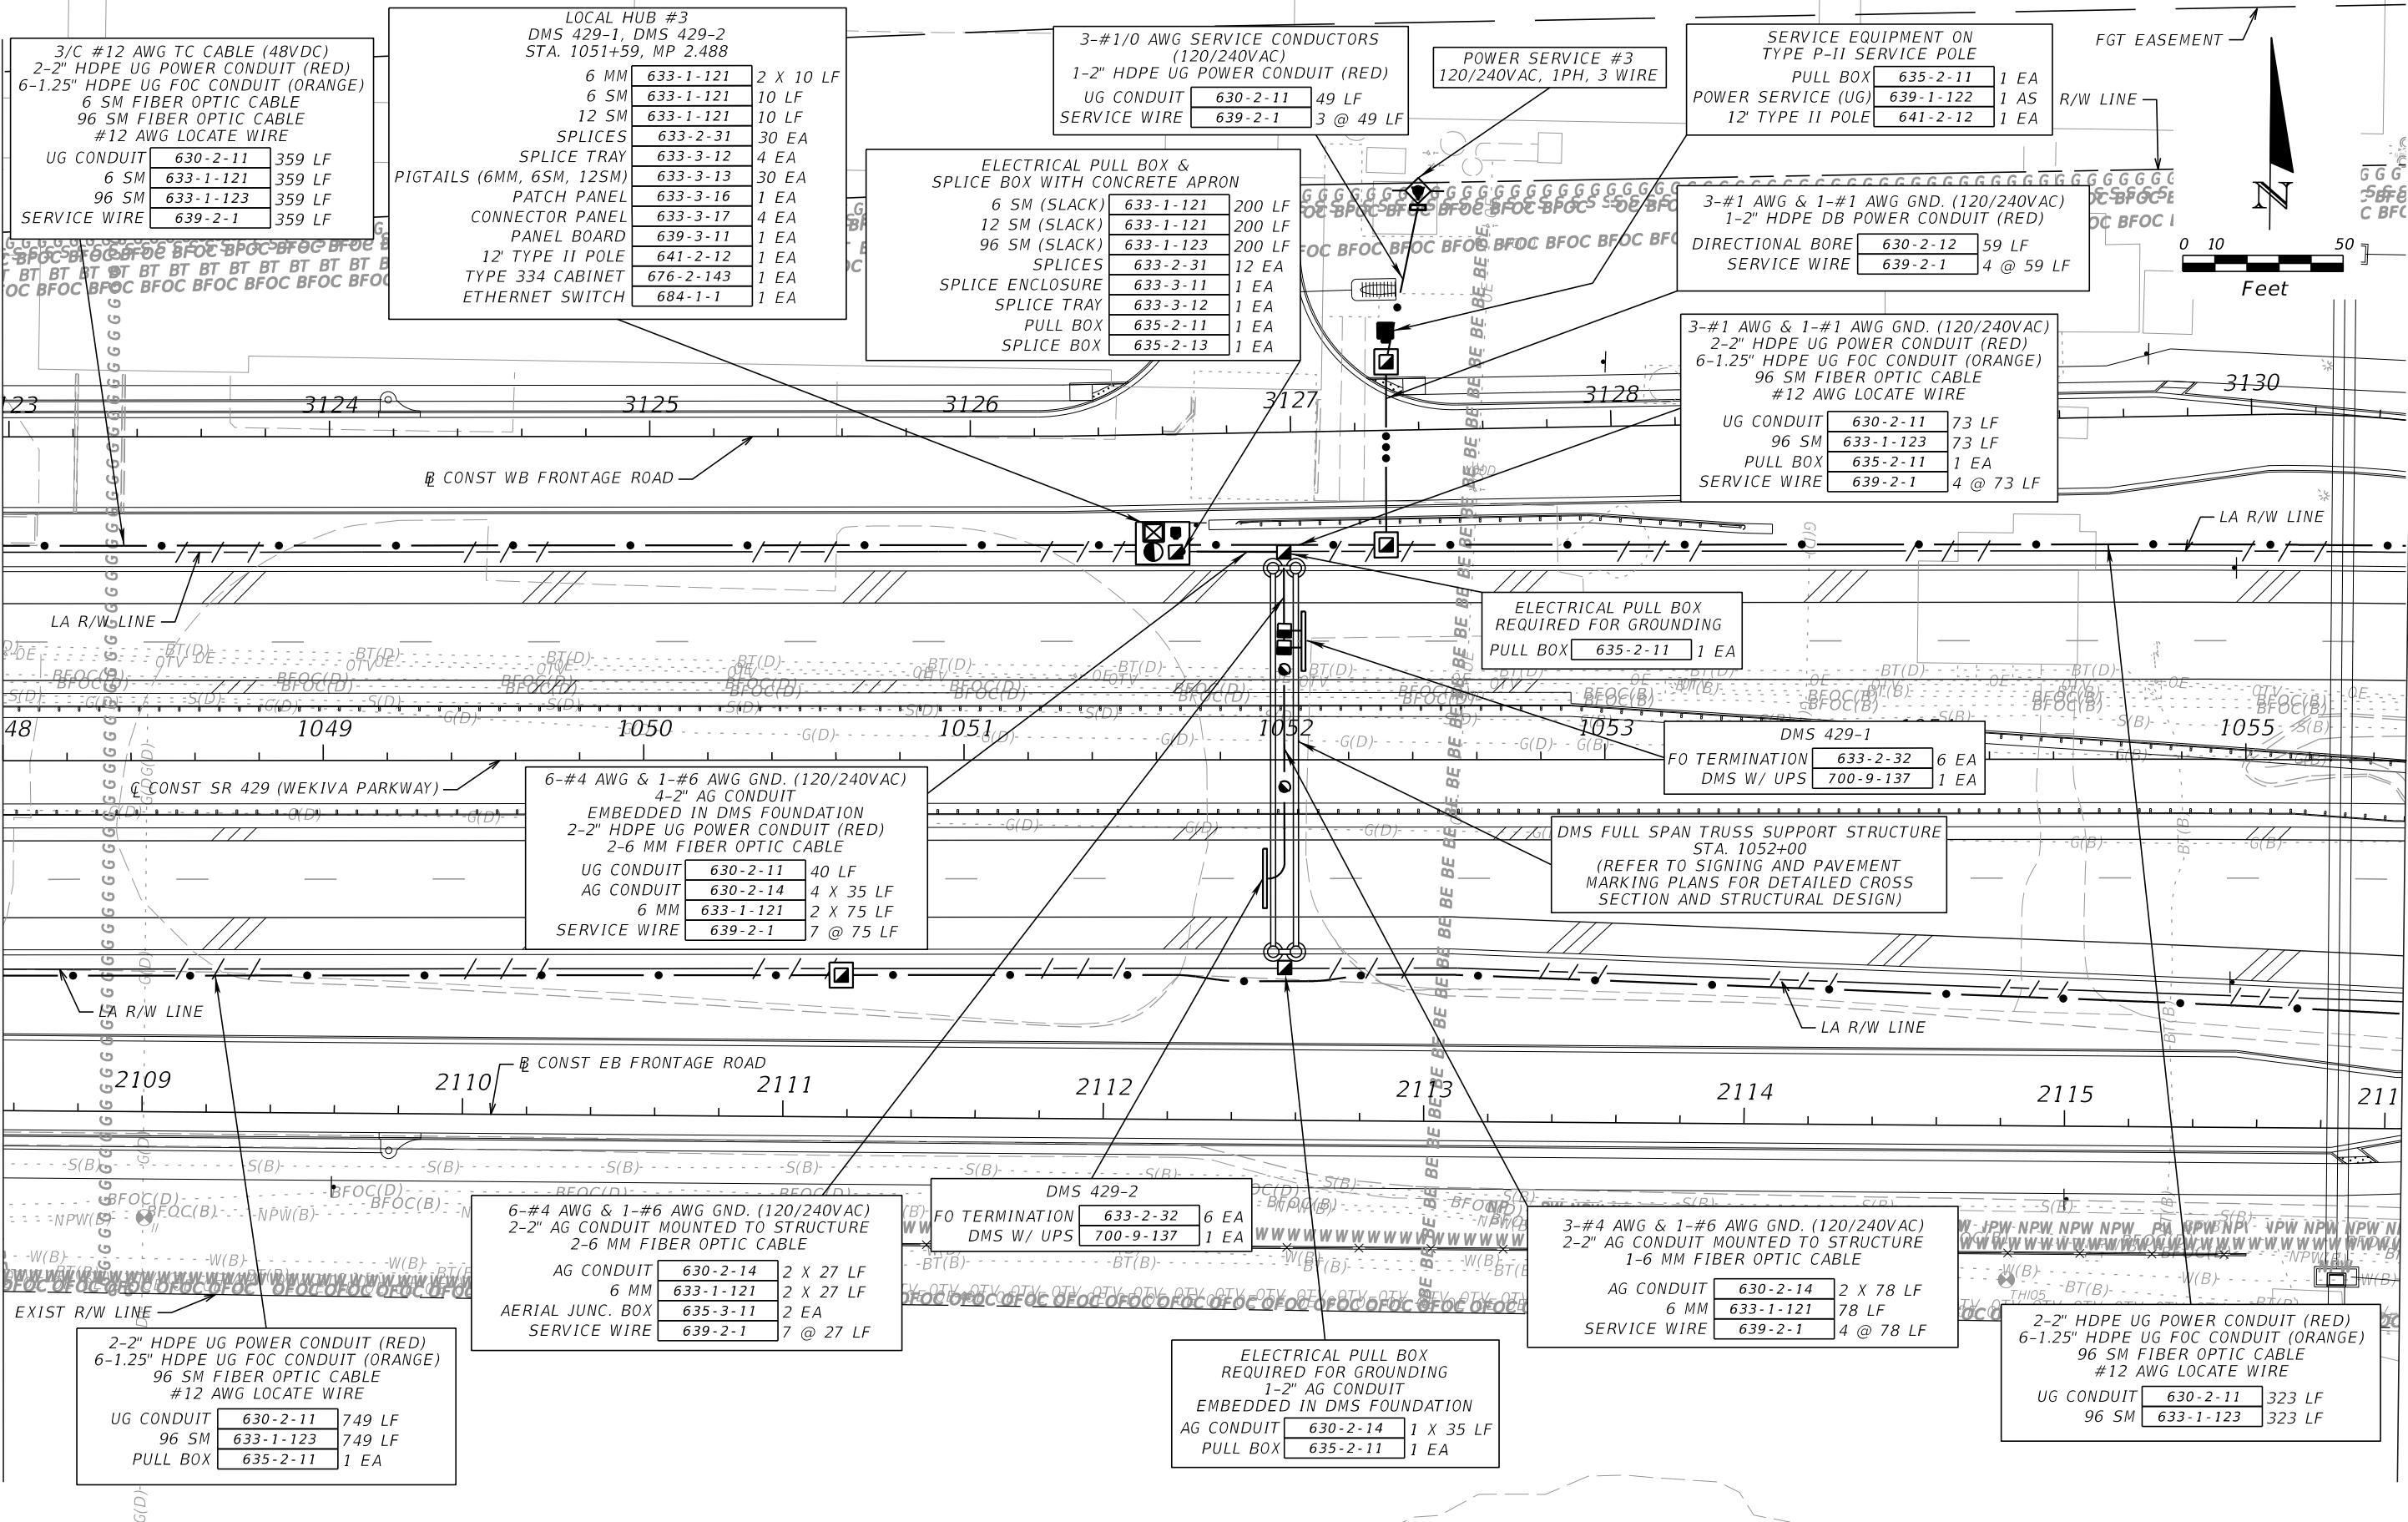 3/C #12 AWG TC CABLE (48VDC)
2-2" HDPE UG POWER CONDUIT (RED)
6-1.25" HDPE UG FOC CONDUIT (ORANGE)
6 SM FIBER OPTIC CABLE
96 SM FIBER OPTIC CABLE
#12 AWG LOCATE WIRE
UG CONDUIT 630-2-11 359 LF
6 SM 633-1-121 359 LF
96 SM 633-1-123 359 LF
SERVICE WIRE 639-2-1 359 LF
LOCAL HUB #3
DMS 429-1, DMS 429-2
STA. 1051+59, MP 2.488
6 MM 633-1-121 2 X 10 LF
6 SM 633-1-121 10 LF
12 SM 633-1-121 10 LF
SPLICES 633-2-31 30 EA
SPLICE TRAY 633-3-12 4 EA
PIGTAILS (6MM, 6SM, 12SM) 633-3-13 30 EA
PATCH PANEL 633-3-16 1 EA
CONNECTOR PANEL 633-3-17 4 EA
PANEL BOARD 639-3-11 1 EA
12' TYPE II POLE 641-2-12 1 EA
TYPE 334 CABINET 676-2-143 1 EA
ETHERNET SWITCH 684-1-1 1 EA
3-#1/0 AWG SERVICE CONDUCTORS
(120/240VAC)
1-2" HDPE UG POWER CONDUIT (RED)
UG CONDUIT 630-2-11 49 LF
SERVICE WIRE 639-2-1 3 @ 49 LF
POWER SERVICE #3
120/240VAC, 1PH, 3 WIRE
SERVICE EQUIPMENT ON
TYPE P-II SERVICE POLE
PULL BOX 635-2-11 1 EA
POWER SERVICE (UG) 639-1-122 1 AS
12' TYPE II POLE 641-2-12 1 EA
FGT EASEMENT
R/W LINE
N
0 10 50
Feet
ELECTRICAL PULL BOX &
SPLICE BOX WITH CONCRETE APRON
6 SM (SLACK) 633-1-121 200 LF
12 SM (SLACK) 633-1-121 200 LF
96 SM (SLACK) 633-1-123 200 LF
SPLICES 633-2-31 12 EA
SPLICE ENCLOSURE 633-3-11 1 EA
SPLICE TRAY 633-3-12 1 EA
PULL BOX 635-2-11 1 EA
SPLICE BOX 635-2-13 1 EA
3-#1 AWG & 1-#1 AWG GND. (120/240VAC)
1-2" HDPE DB POWER CONDUIT (RED)
DIRECTIONAL BORE 630-2-12 59 LF
SERVICE WIRE 639-2-1 4 @ 59 LF
3-#1 AWG & 1-#1 AWG GND. (120/240VAC)
2-2" HDPE UG POWER CONDUIT (RED)
6-1.25" HDPE UG FOC CONDUIT (ORANGE)
96 SM FIBER OPTIC CABLE
#12 AWG LOCATE WIRE
UG CONDUIT 630-2-11 73 LF
96 SM 633-1-123 73 LF
PULL BOX 635-2-11 1 EA
SERVICE WIRE 639-2-1 4 @ 73 LF
3124 3125 3126 3127 3128 3130
BL CONST WB FRONTAGE ROAD
LA R/W LINE
LA R/W LINE
ELECTRICAL PULL BOX
REQUIRED FOR GROUNDING
PULL BOX 635-2-11 1 EA
48 1049 1050 1051 1052 1053 1055
DMS 429-1
FO TERMINATION 633-2-32 6 EA
DMS W/ UPS 700-9-137 1 EA
CL CONST SR 429 (WEKIVA PARKWAY)
6-#4 AWG & 1-#6 AWG GND. (120/240VAC)
4-2" AG CONDUIT
EMBEDDED IN DMS FOUNDATION
2-2" HDPE UG POWER CONDUIT (RED)
2-6 MM FIBER OPTIC CABLE
UG CONDUIT 630-2-11 40 LF
AG CONDUIT 630-2-14 4 X 35 LF
6 MM 633-1-121 2 X 75 LF
SERVICE WIRE 639-2-1 7 @ 75 LF
DMS FULL SPAN TRUSS SUPPORT STRUCTURE
STA. 1052+00
(REFER TO SIGNING AND PAVEMENT
MARKING PLANS FOR DETAILED CROSS
SECTION AND STRUCTURAL DESIGN)
LA R/W LINE
LA R/W LINE
BL CONST EB FRONTAGE ROAD
2109 2110 2111 2112 2113 2114 2115 211
6-#4 AWG & 1-#6 AWG GND. (120/240VAC)
2-2" AG CONDUIT MOUNTED TO STRUCTURE
2-6 MM FIBER OPTIC CABLE
AG CONDUIT 630-2-14 2 X 27 LF
6 MM 633-1-121 2 X 27 LF
AERIAL JUNC. BOX 635-3-11 2 EA
SERVICE WIRE 639-2-1 7 @ 27 LF
DMS 429-2
FO TERMINATION 633-2-32 6 EA
DMS W/ UPS 700-9-137 1 EA
3-#4 AWG & 1-#6 AWG GND. (120/240VAC)
2-2" AG CONDUIT MOUNTED TO STRUCTURE
1-6 MM FIBER OPTIC CABLE
AG CONDUIT 630-2-14 2 X 78 LF
6 MM 633-1-121 78 LF
SERVICE WIRE 639-2-1 4 @ 78 LF
EXIST R/W LINE
2-2" HDPE UG POWER CONDUIT (RED)
6-1.25" HDPE UG FOC CONDUIT (ORANGE)
96 SM FIBER OPTIC CABLE
#12 AWG LOCATE WIRE
UG CONDUIT 630-2-11 749 LF
96 SM 633-1-123 749 LF
PULL BOX 635-2-11 1 EA
ELECTRICAL PULL BOX
REQUIRED FOR GROUNDING
1-2" AG CONDUIT
EMBEDDED IN DMS FOUNDATION
AG CONDUIT 630-2-14 1 X 35 LF
PULL BOX 635-2-11 1 EA
2-2" HDPE UG POWER CONDUIT (RED)
6-1.25" HDPE UG FOC CONDUIT (ORANGE)
96 SM FIBER OPTIC CABLE
#12 AWG LOCATE WIRE
UG CONDUIT 630-2-11 323 LF
96 SM 633-1-123 323 LF